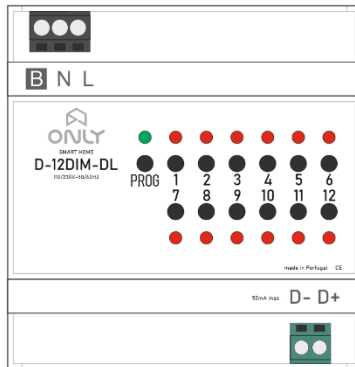 B N L
ONLY
SMART HOME
D-12DIM-DL
110/230V~50/60HZ
PROG 1 2 3 4 5 6
7 8 9 10 11 12
made in Portugal CE
50mA max D- D+